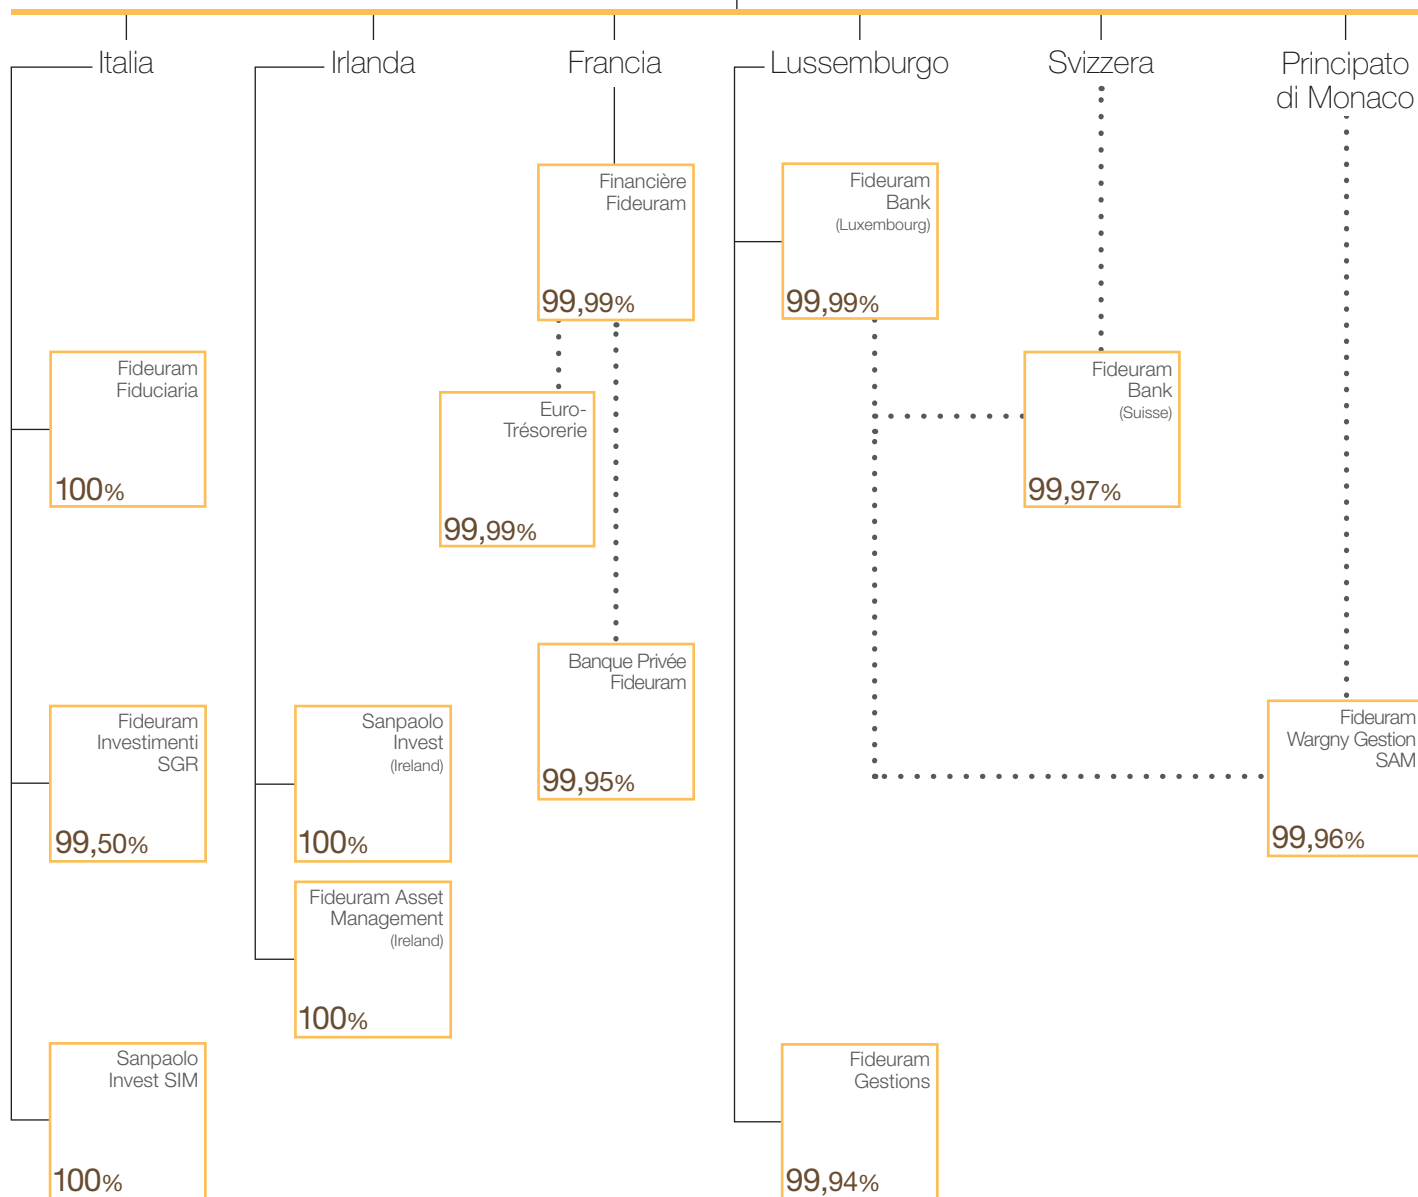 Italia
Irlanda
Francia
Lussemburgo
Svizzera
Principato
di Monaco
Financière
Fideuram
99,99%
Fideuram
Bank
(Luxembourg)
99,99%
Fideuram
Fiduciaria
100%
Euro-
Trésorerie
99,99%
Fideuram
Bank
(Suisse)
99,97%
Banque Privée
Fideuram
99,95%
Fideuram
Investimenti
SGR
99,50%
Sanpaolo
Invest
(Ireland)
100%
Fideuram
Wargny Gestion
SAM
99,96%
Fideuram Asset
Management
(Ireland)
100%
Sanpaolo
Invest SIM
100%
Fideuram
Gestions
99,94%